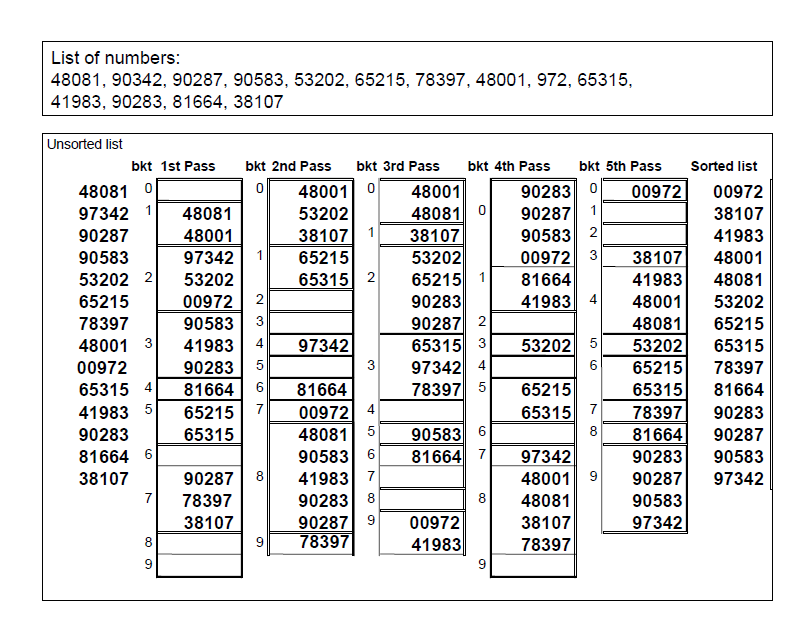 List of numbers:
48081, 90342, 90287, 90583, 53202, 65215, 78397, 48001, 972, 65315,
41983, 90283, 81664, 38107
Unsorted list
bkt 1st Pass bkt 2nd Pass bkt 3rd Pass bkt 4th Pass bkt 5th Pass Sorted list
48081 0 0 48001 0 48001 90283 0 00972 00972
97342 1 48081 53202 48081 0 90287 1 38107
90287 48001 38107 1 38107 90583 2 41983
90583 97342 1 65215 53202 00972 3 38107 48001
53202 2 53202 65315 2 65215 1 81664 41983 48081
65215 00972 2 90283 41983 4 48001 53202
78397 90583 3 90287 2 48081 65215
48001 3 41983 4 97342 65315 3 53202 5 53202 65315
00972 90283 5 3 97342 4 6 65215 78397
65315 4 81664 6 81664 78397 5 65215 65315 81664
41983 5 65215 7 00972 4 65315 7 78397 90283
90283 65315 48081 5 90583 6 8 81664 90287
81664 6 90583 6 81664 7 97342 90283 90583
38107 90287 8 41983 7 48001 9 90287 97342
7 78397 90283 8 8 48081 90583
38107 90287 9 00972 38107 97342
8 9 78397 41983 78397
9 9